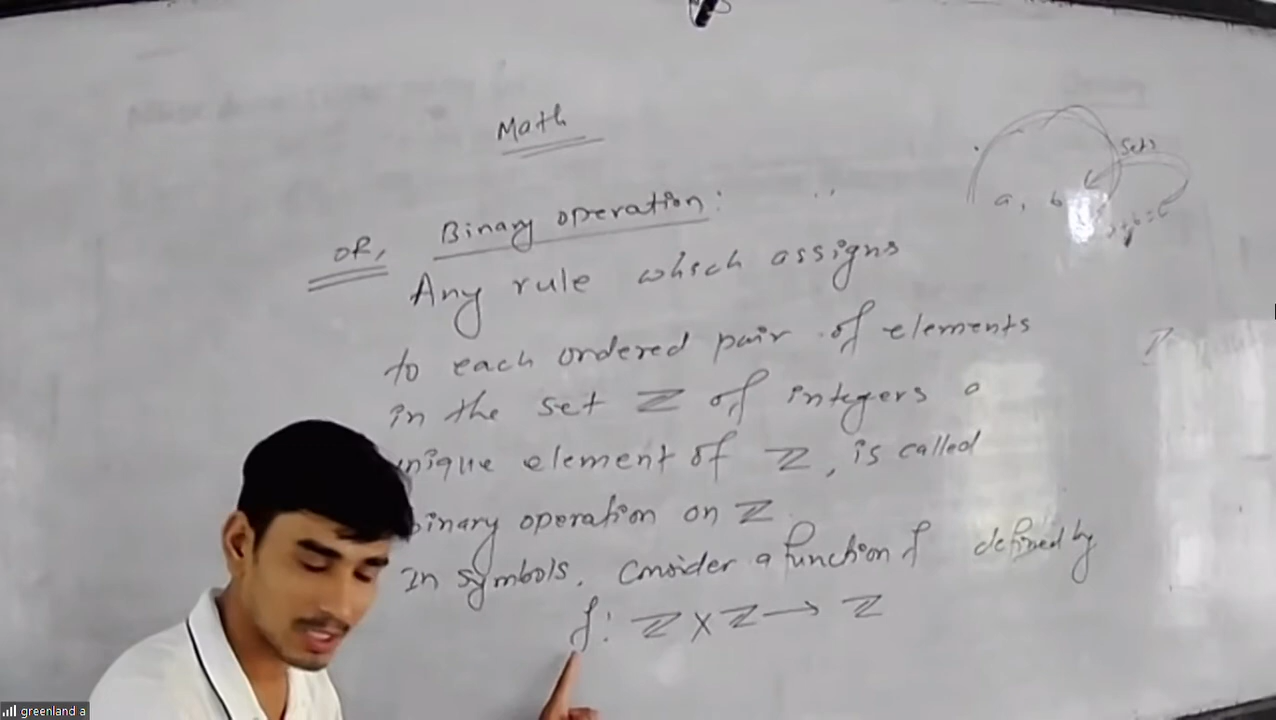 Math
OR, Binary operation:
Any rule which assigns
to each ordered pair of elements
in the set ℤ of integers a
unique element of ℤ, is called
binary operation on ℤ
In symbols. Consider a function f defined by
f: ℤ × ℤ → ℤ
Set
a, b
greenland a